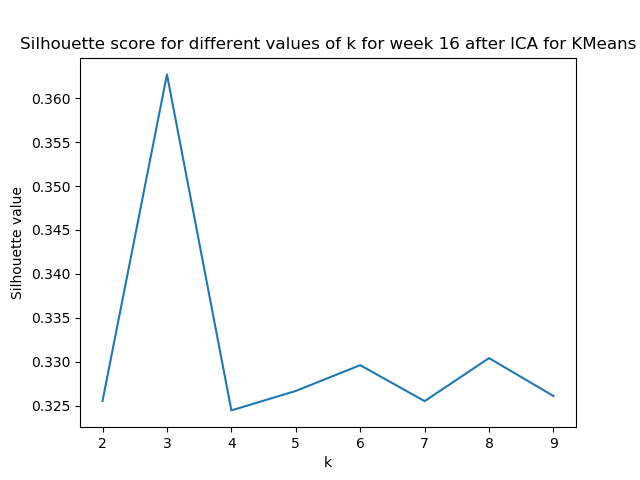 Silhouette score for different values of k for week 16 after ICA for KMeans
0.360
0.355
0.350
0.345
0.340
0.335
0.330
0.325
Silhouette value
2 3 4 5 6 7 8 9
k